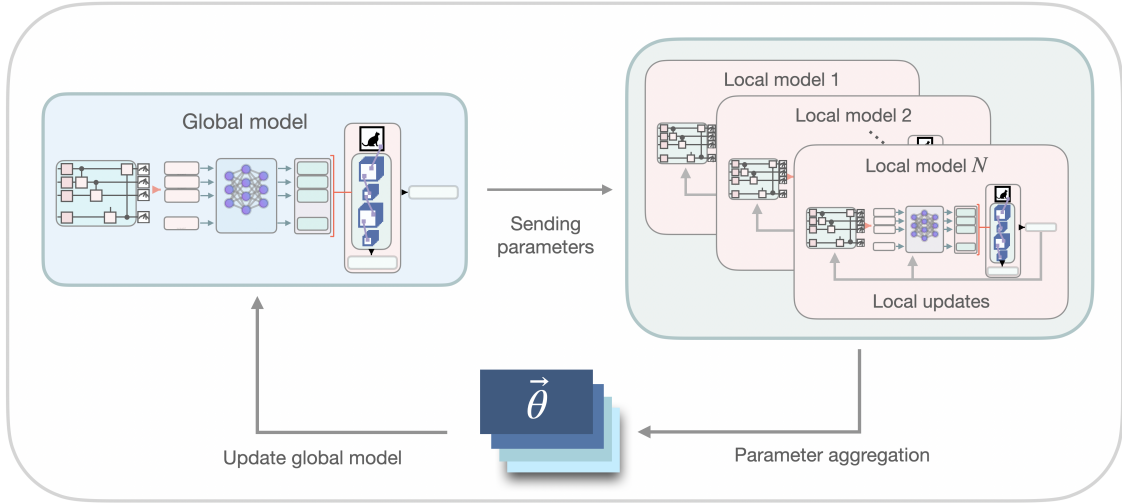 Global model
Sending
parameters
Local model 1
Local model 2
Local model N
Local updates
θ⃗
Update global model
Parameter aggregation